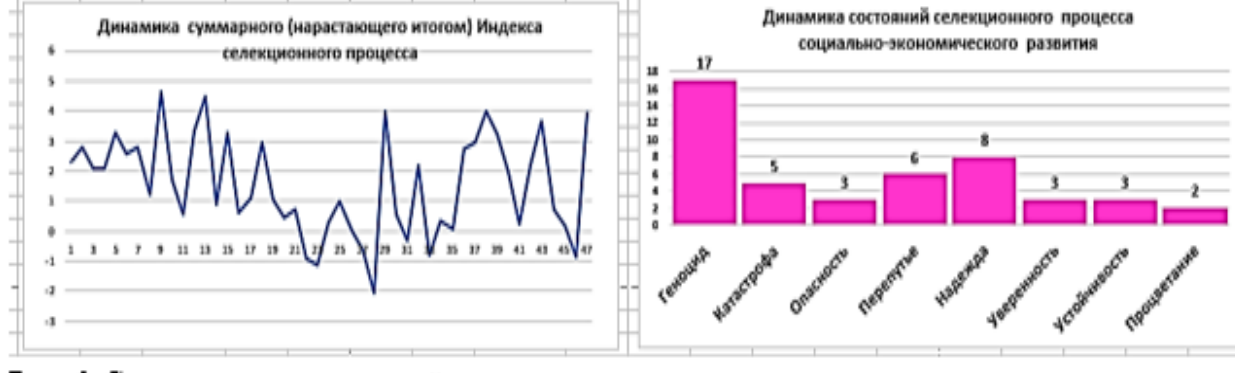 Динамика суммарного (нарастающего итогом) Индекса
селекционного процесса
6
5
4
3
2
1
0
-1
-2
-3
1 3 5 7 9 11 13 15 17 19 21 23 25 27 29 31 33 35 37 39 41 43 45 47
Динамика состояний селекционного процесса
социально-экономического развития
18
16
14
12
10
8
6
4
2
0
17
5
3
6
8
3
3
2
Геноцид
Катастрофа
Опасность
Перепутье
Надежда
Уверенность
Устойчивость
Процветание